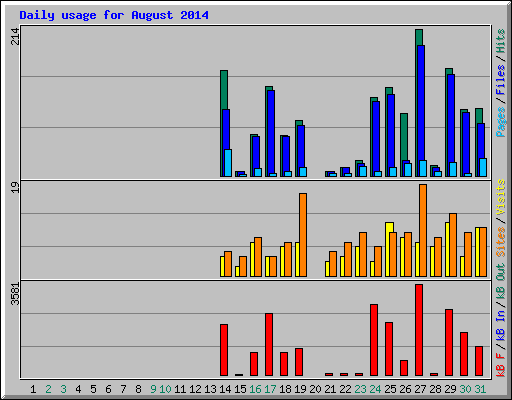 Daily usage for August 2014
214
19
3581
Pages / Files / Hits
Sites / Visits
kB F / kB In / kB Out
1 2 3 4 5 6 7 8 9 10 11 12 13 14 15 16 17 18 19 20 21 22 23 24 25 26 27 28 29 30 31